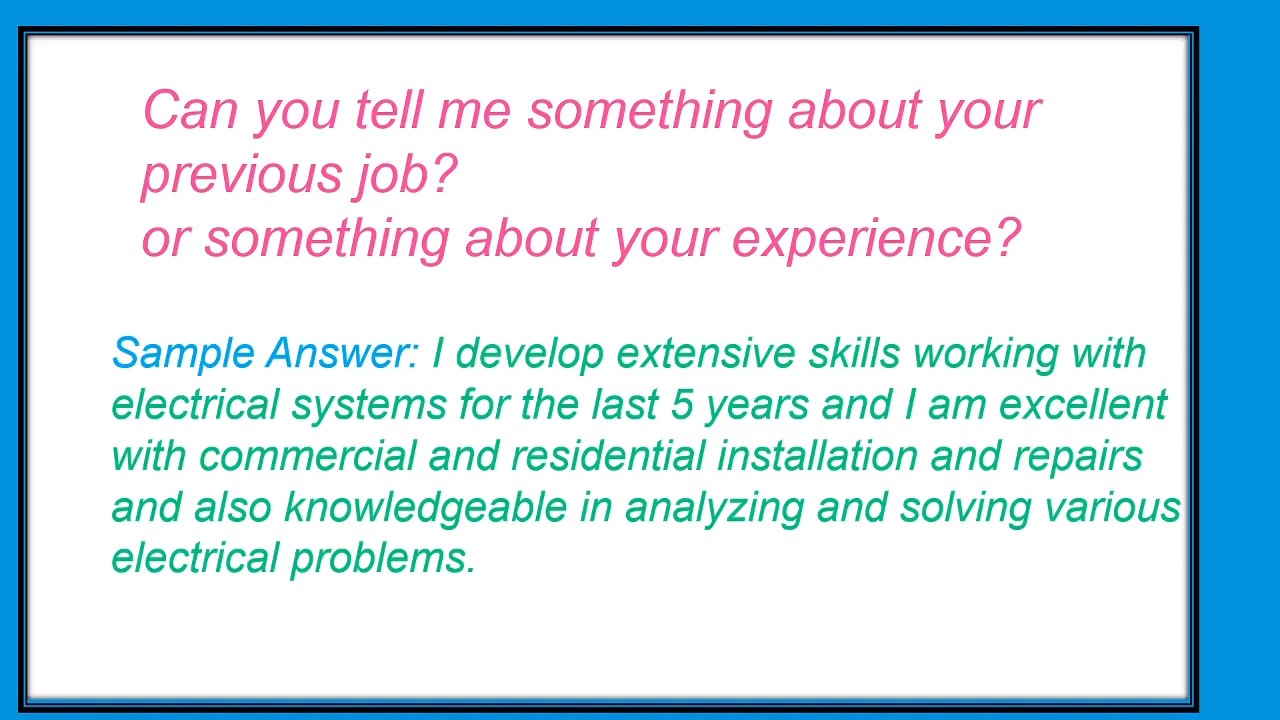 Can you tell me something about your
previous job?
or something about your experience?
Sample Answer: I develop extensive skills working with
electrical systems for the last 5 years and I am excellent
with commercial and residential installation and repairs
and also knowledgeable in analyzing and solving various
electrical problems.